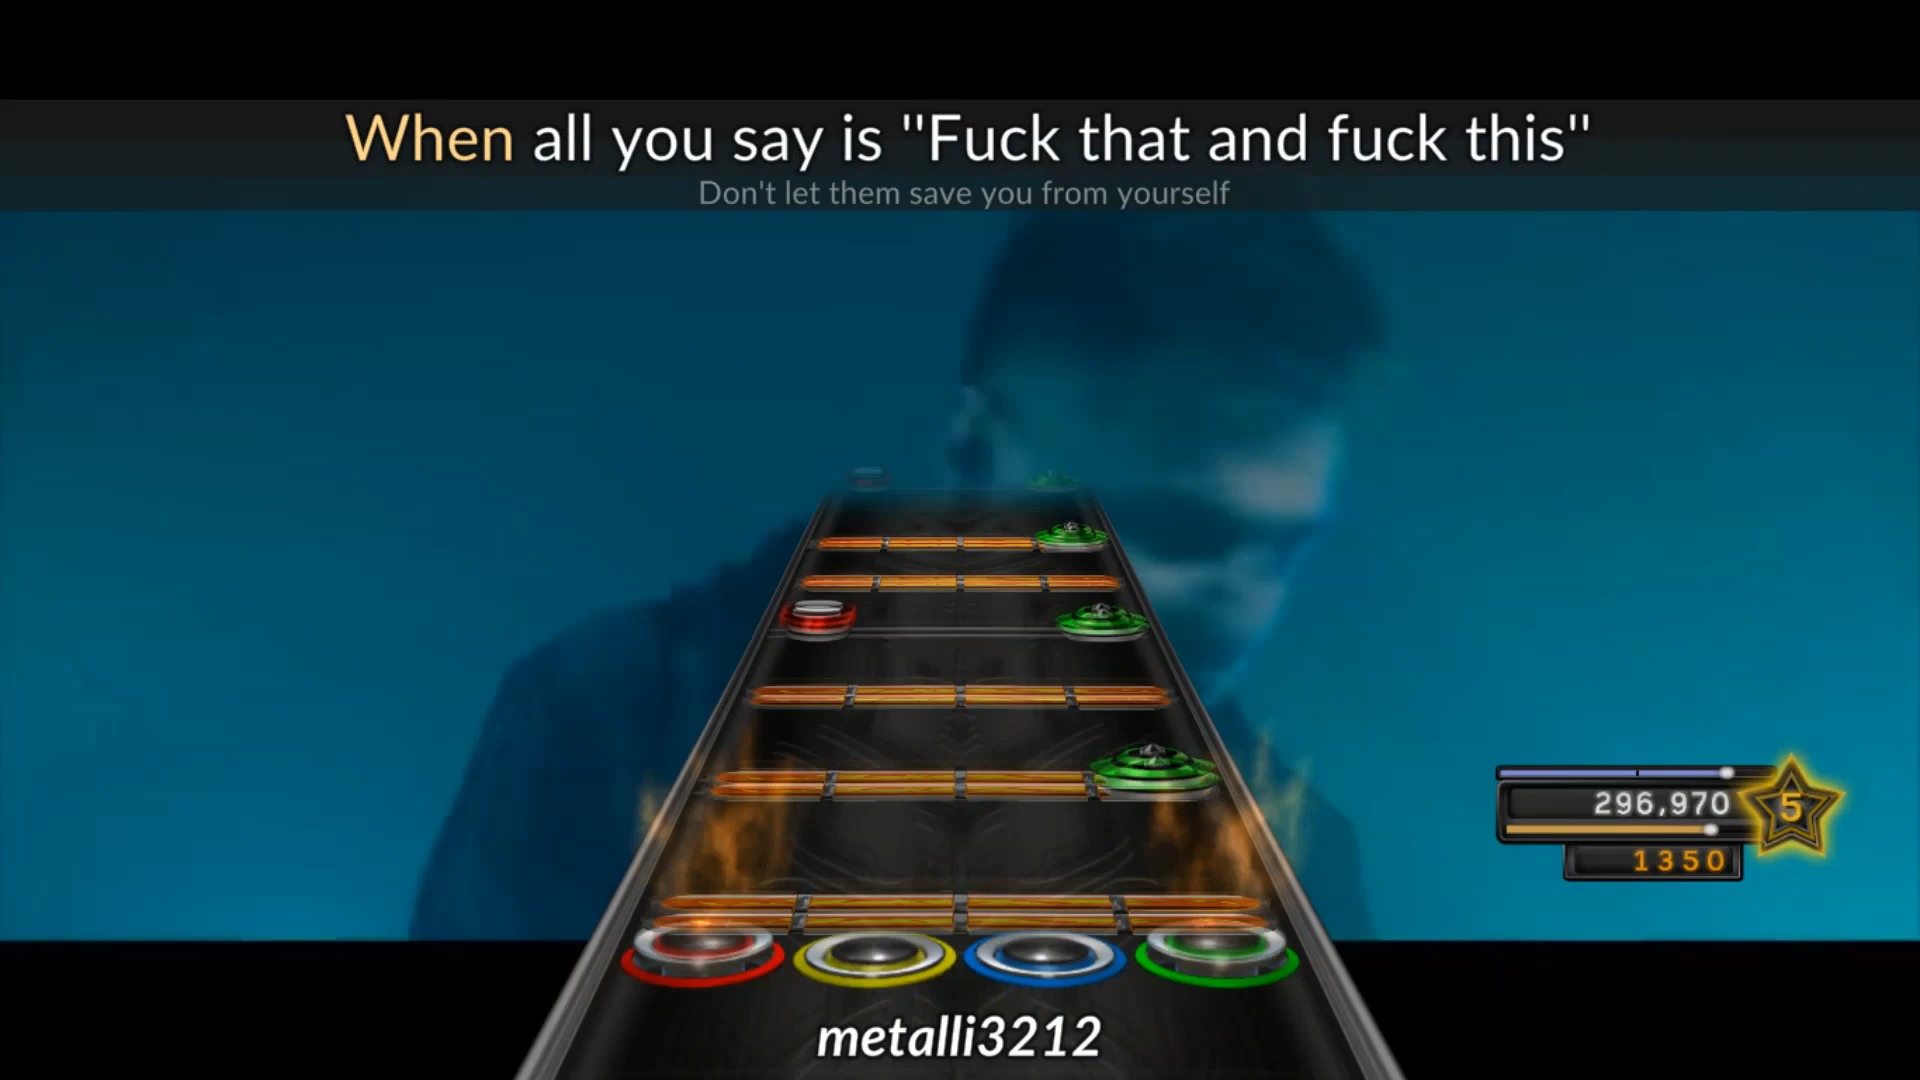 When all you say is "Fuck that and fuck this"
Don't let them save you from yourself
296,970
5
1350
metalli3212